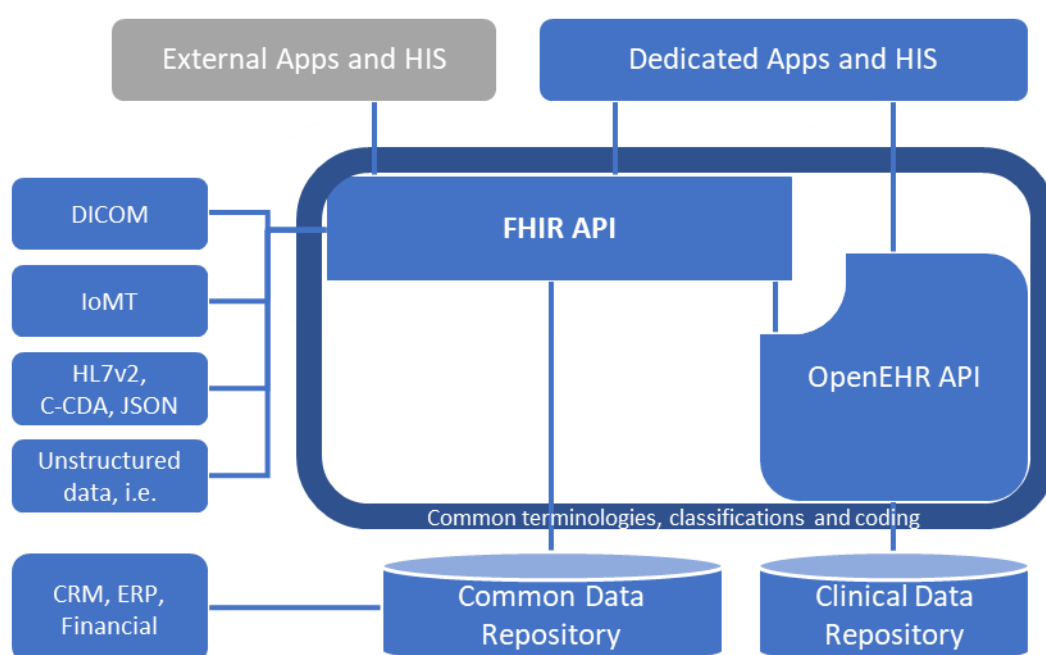 External Apps and HIS
Dedicated Apps and HIS
DICOM
FHIR API
IoMT
HL7v2,
C-CDA, JSON
OpenEHR API
Unstructured
data, i.e.
Common terminologies, classifications and coding
CRM, ERP,
Financial
Common Data
Repository
Clinical Data
Repository